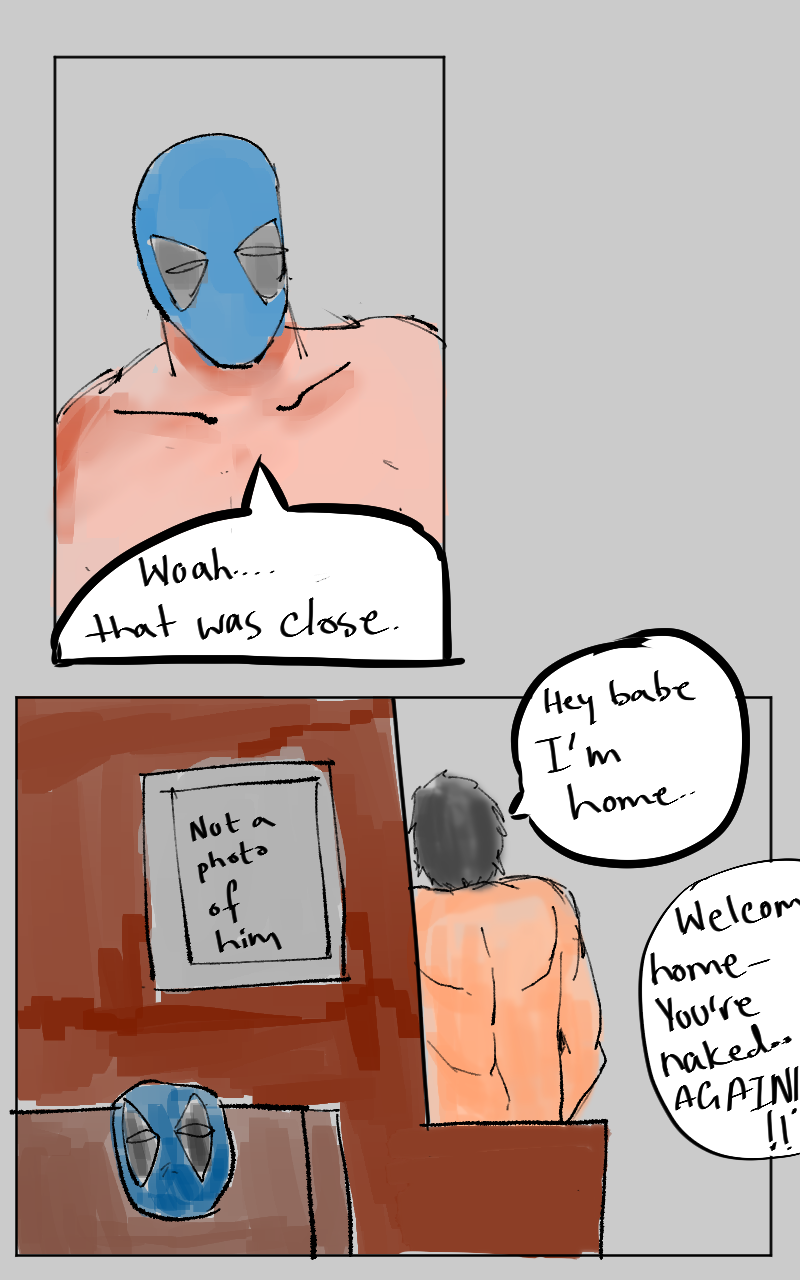 Woah....
that was close.
Hey babe
I'm
home..
Not a
photo
of
him
Welcom
home—
You're
naked..
AGAIN!
!!